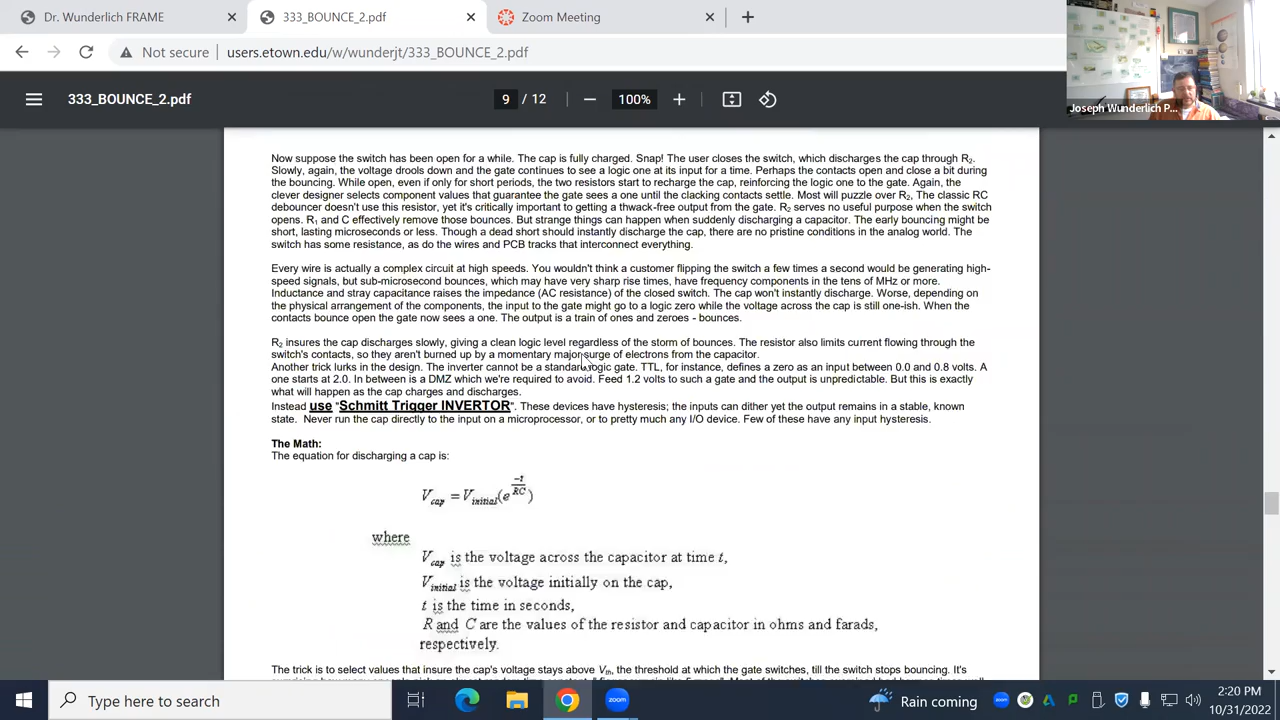 Dr. Wunderlich FRAME
333_BOUNCE_2.pdf
Zoom Meeting
Not secure
users.etown.edu/w/wunderjt/333_BOUNCE_2.pdf
Joseph Wunderlich P...
333_BOUNCE_2.pdf
9 / 12
100%
Now suppose the switch has been open for a while. The cap is fully charged. Snap! The user closes the switch, which discharges the cap through R2.
Slowly, again, the voltage drools down and the gate continues to see a logic one at its input for a time. Perhaps the contacts open and close a bit during
the bouncing. While open, even if only for short periods, the two resistors start to recharge the cap, reinforcing the logic one to the gate. Again, the
clever designer selects component values that guarantee the gate sees a one until the clacking contacts settle. Most will puzzle over R2, The classic RC
debouncer doesn't use this resistor, yet it's critically important to getting a thwack-free output from the gate. R2 serves no useful purpose when the switch
opens. R1 and C effectively remove those bounces. But strange things can happen when suddenly discharging a capacitor. The early bouncing might be
short, lasting microseconds or less. Though a dead short should instantly discharge the cap, there are no pristine conditions in the analog world. The
switch has some resistance, as do the wires and PCB tracks that interconnect everything.
Every wire is actually a complex circuit at high speeds. You wouldn't think a customer flipping the switch a few times a second would be generating high-
speed signals, but sub-microsecond bounces, which may have very sharp rise times, have frequency components in the tens of MHz or more.
Inductance and stray capacitance raises the impedance (AC resistance) of the closed switch. The cap won't instantly discharge. Worse, depending on
the physical arrangement of the components, the input to the gate might go to a logic zero while the voltage across the cap is still one-ish. When the
contacts bounce open the gate now sees a one. The output is a train of ones and zeroes - bounces.
R2 insures the cap discharges slowly, giving a clean logic level regardless of the storm of bounces. The resistor also limits current flowing through the
switch's contacts, so they aren't burned up by a momentary major surge of electrons from the capacitor.
Another trick lurks in the design. The inverter cannot be a standard logic gate. TTL, for instance, defines a zero as an input between 0.0 and 0.8 volts. A
one starts at 2.0. In between is a DMZ which we're required to avoid. Feed 1.2 volts to such a gate and the output is unpredictable. But this is exactly
what will happen as the cap charges and discharges.
Instead use "Schmitt Trigger INVERTOR". These devices have hysteresis; the inputs can dither yet the output remains in a stable, known
state. Never run the cap directly to the input on a microprocessor, or to pretty much any I/O device. Few of these have any input hysteresis.
The Math:
The equation for discharging a cap is:
Vcap = Vinitial(e^(-t/RC))
where
Vcap is the voltage across the capacitor at time t,
Vinitial is the voltage initially on the cap,
t is the time in seconds,
R and C are the values of the resistor and capacitor in ohms and farads,
respectively.
The trick is to select values that insure the cap's voltage stays above Vth, the threshold at which the gate switches, till the switch stops bouncing. It's
Type here to search
Rain coming
2:20 PM
10/31/2022